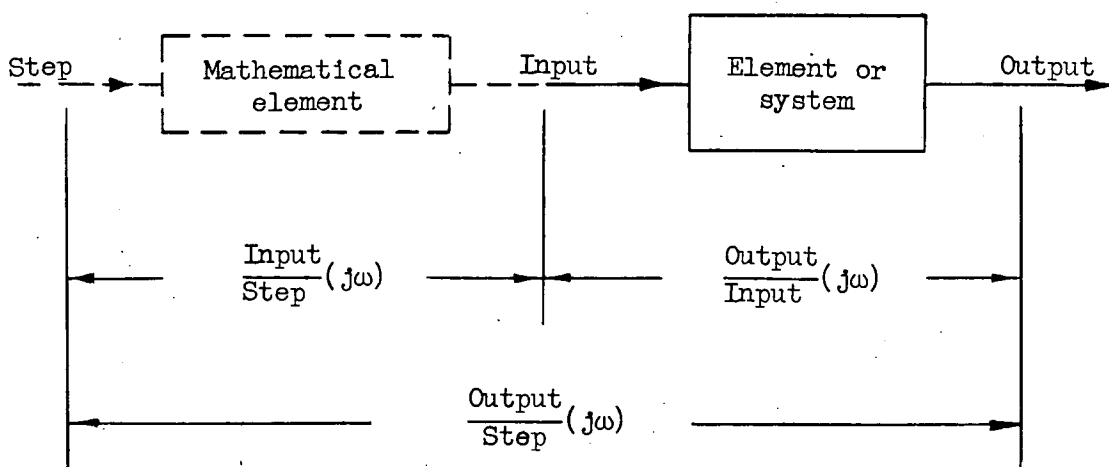 Step
Mathematical
element
Input
Element or
system
Output
Input
Step
(jω)
Output
Input
(jω)
Output
Step
(jω)